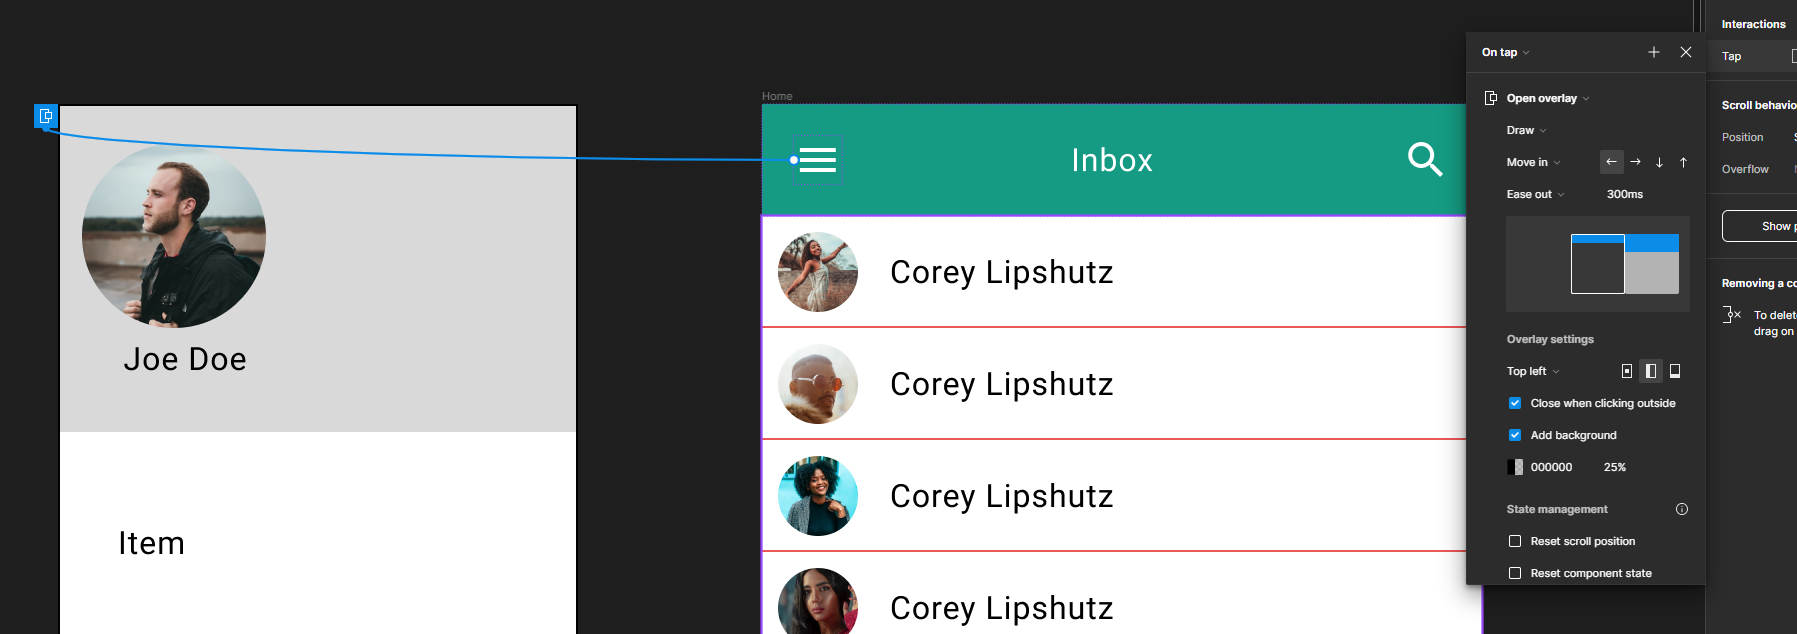 Joe Doe
Item
Home
Inbox
Corey Lipshutz
Corey Lipshutz
Corey Lipshutz
Corey Lipshutz
On tap
Open overlay
Draw
Move in
Ease out 300ms
Overlay settings
Top left
Close when clicking outside
Add background
000000 25%
State management
Reset scroll position
Reset component state
Interactions
Tap
Scroll behavio
Position S
Overflow
Show p
Removing a co
To delet
drag on